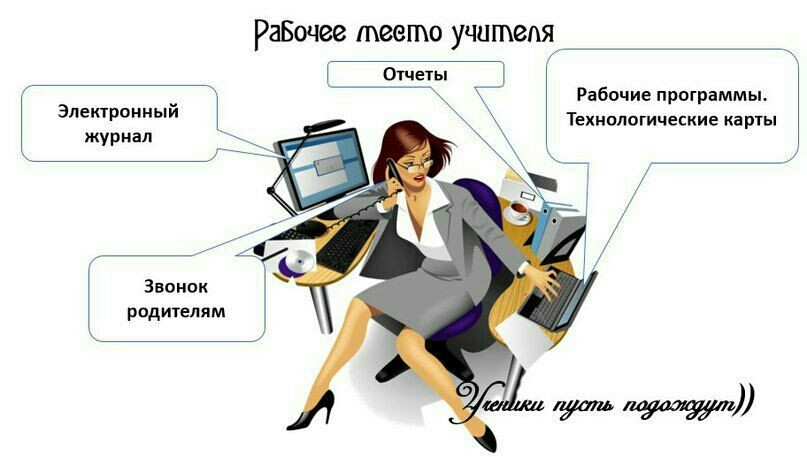 Рабочее место учителя
Отчеты
Рабочие программы.
Технологические карты
Электронный
журнал
Звонок
родителям
Ученики пусть подождут))